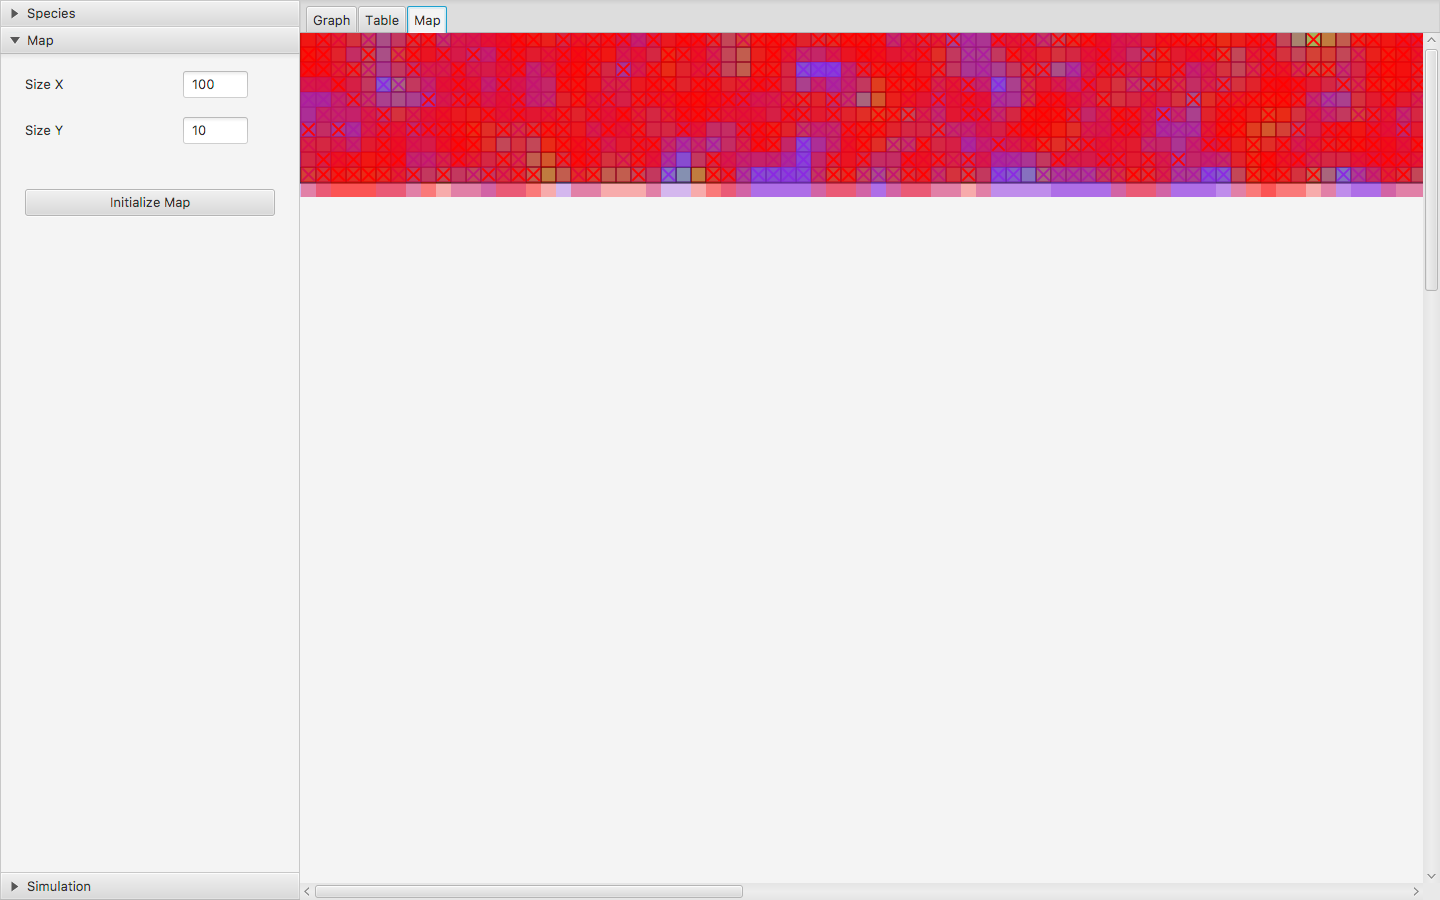 Species
Map
Size X 100
Size Y 10
Initialize Map
Simulation
Graph Table Map